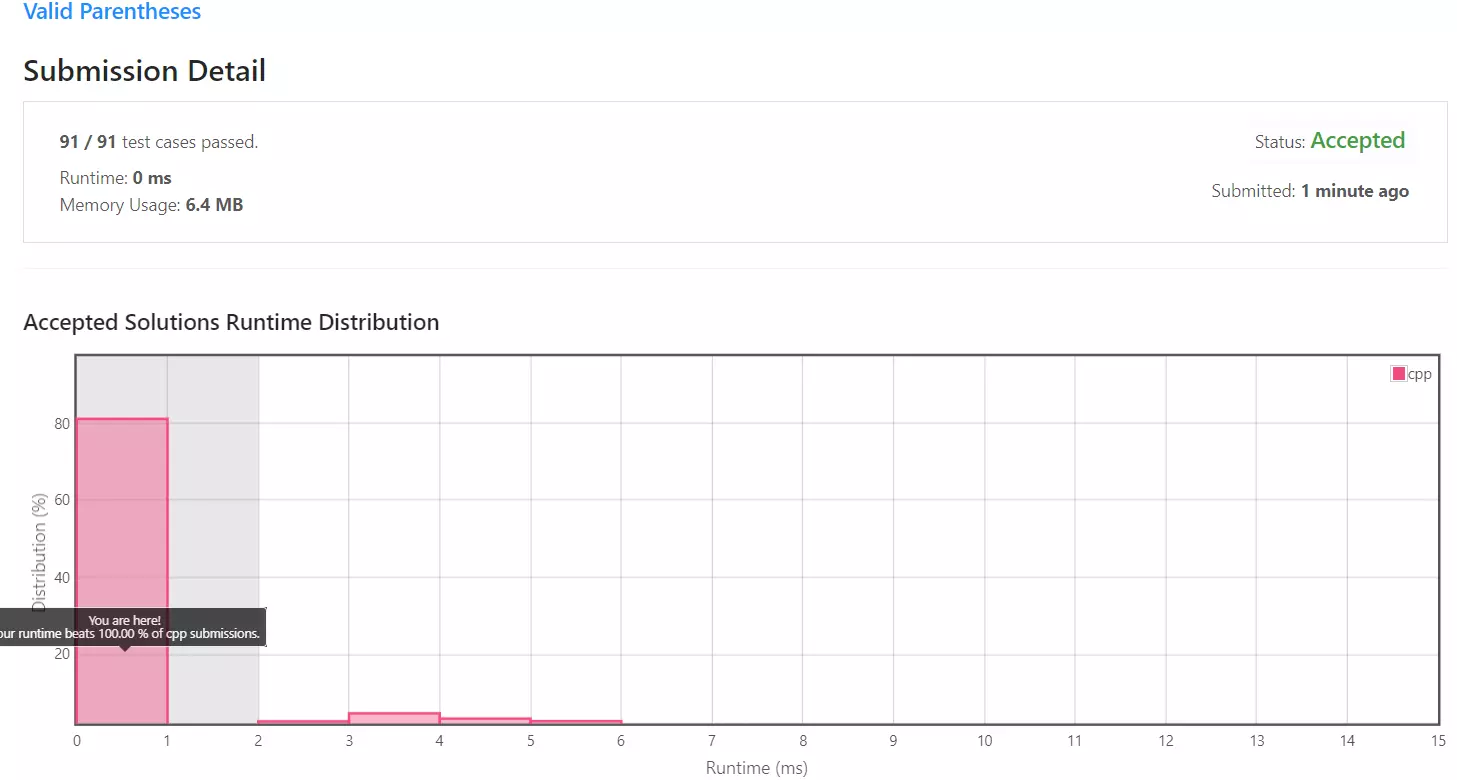 Valid Parentheses
Submission Detail
91 / 91 test cases passed.
Status: Accepted
Runtime: 0 ms
Submitted: 1 minute ago
Memory Usage: 6.4 MB
Accepted Solutions Runtime Distribution
cpp
80
60
40
20
Distribution (%)
You are here!
our runtime beats 100.00 % of cpp submissions.
0 1 2 3 4 5 6 7 8 9 10 11 12 13 14 15
Runtime (ms)